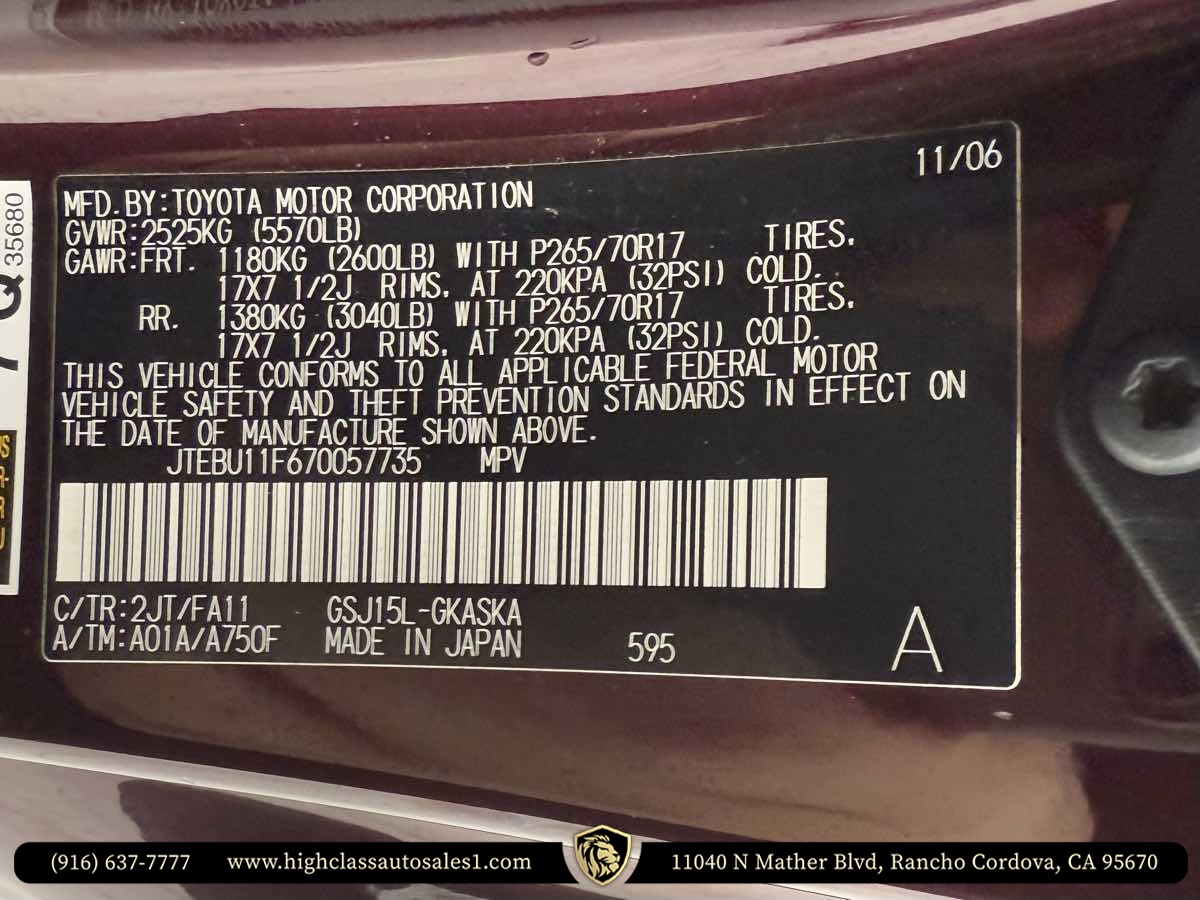 11/06
MFD.BY:TOYOTA MOTOR CORPORATION
GVWR:2525KG (5570LB)
GAWR:FRT. 1180KG (2600LB) WITH P265/70R17 TIRES,
17X7 1/2J RIMS, AT 220KPA (32PSI) COLD.
RR. 1380KG (3040LB) WITH P265/70R17 TIRES,
17X7 1/2J RIMS, AT 220KPA (32PSI) COLD.
THIS VEHICLE CONFORMS TO ALL APPLICABLE FEDERAL MOTOR
VEHICLE SAFETY AND THEFT PREVENTION STANDARDS IN EFFECT ON
THE DATE OF MANUFACTURE SHOWN ABOVE.
JTEBU11F670057735 MPV
C/TR:2JT/FA11 GSJ15L-GKASKA
A/TM:A01A/A750F MADE IN JAPAN 595 A
35680
(916) 637-7777 www.highclassautosales1.com 11040 N Mather Blvd, Rancho Cordova, CA 95670